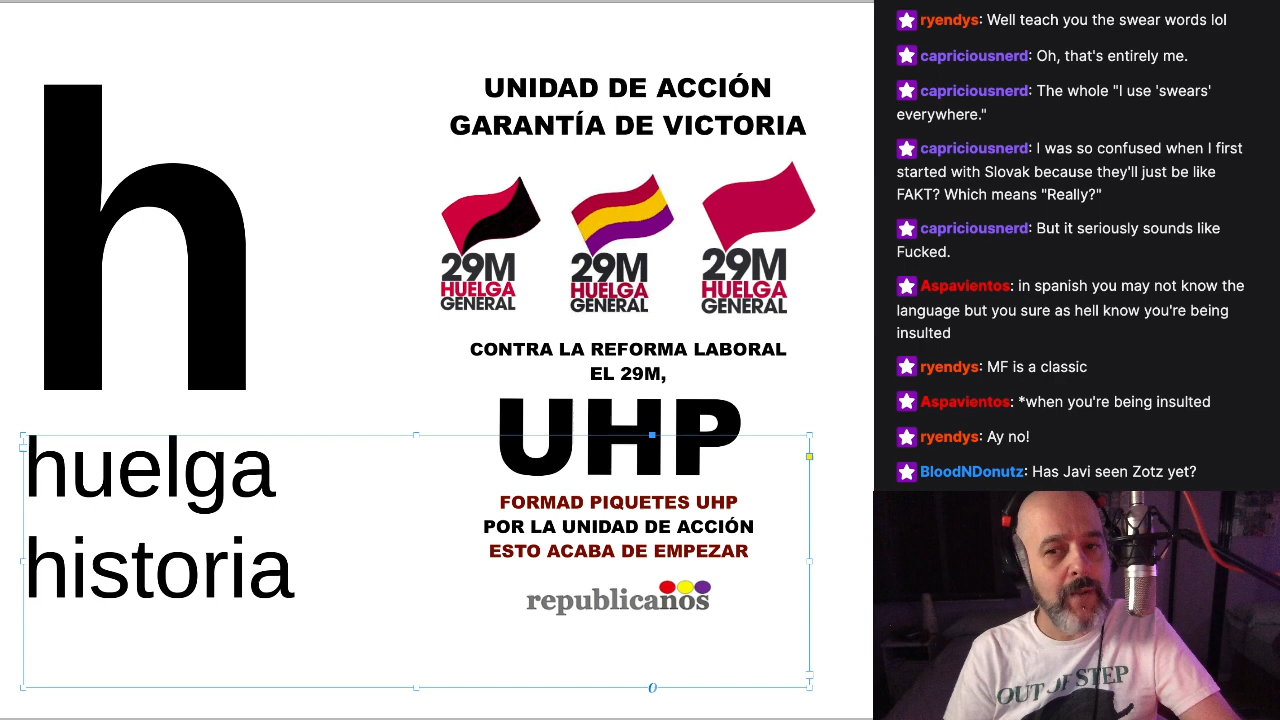 h
huelga
historia
UNIDAD DE ACCIÓN
GARANTÍA DE VICTORIA
29M
HUELGA
GENERAL
29M
HUELGA
GENERAL
29M
HUELGA
GENERAL
CONTRA LA REFORMA LABORAL
EL 29M,
UHP
FORMAD PIQUETES UHP
POR LA UNIDAD DE ACCIÓN
ESTO ACABA DE EMPEZAR
republicanos
ryendys: Well teach you the swear words lol
capriciousnerd: Oh, that's entirely me.
capriciousnerd: The whole "I use 'swears'
everywhere."
capriciousnerd: I was so confused when I first
started with Slovak because they'll just be like
FAKT? Which means "Really?"
capriciousnerd: But it seriously sounds like
Fucked.
Aspavientos: in spanish you may not know the
language but you sure as hell know you're being
insulted
ryendys: MF is a classic
Aspavientos: *when you're being insulted
ryendys: Ay no!
BloodNDonutz: Has Javi seen Zotz yet?
OUT OF STEP